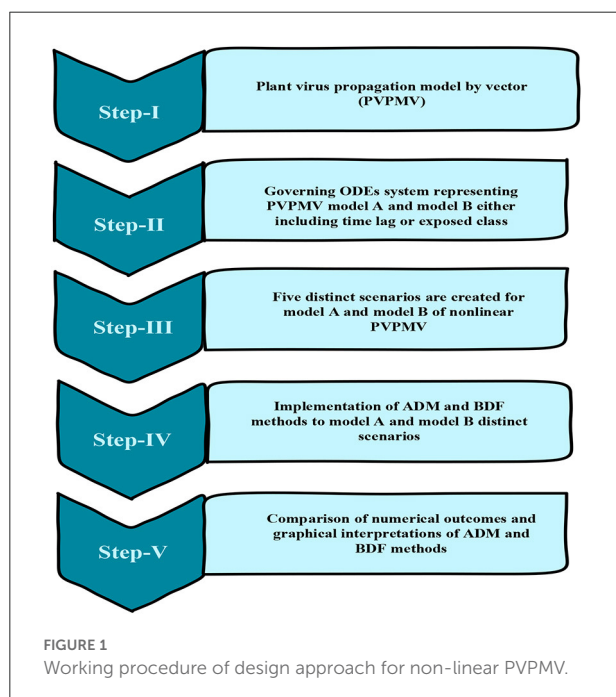 Step-I
Plant virus propagation model by vector
(PVPMV)
Step-II
Governing ODEs system representing
PVPMV model A and model B either
including time lag or exposed class
Step-III
Five distinct scenarios are created for
model A and model B of nonlinear
PVPMV
Step-IV
Implementation of ADM and BDF
methods to model A and model B distinct
scenarios
Step-V
Comparison of numerical outcomes and
graphical interpretations of ADM and
BDF methods
FIGURE 1
Working procedure of design approach for non-linear PVPMV.